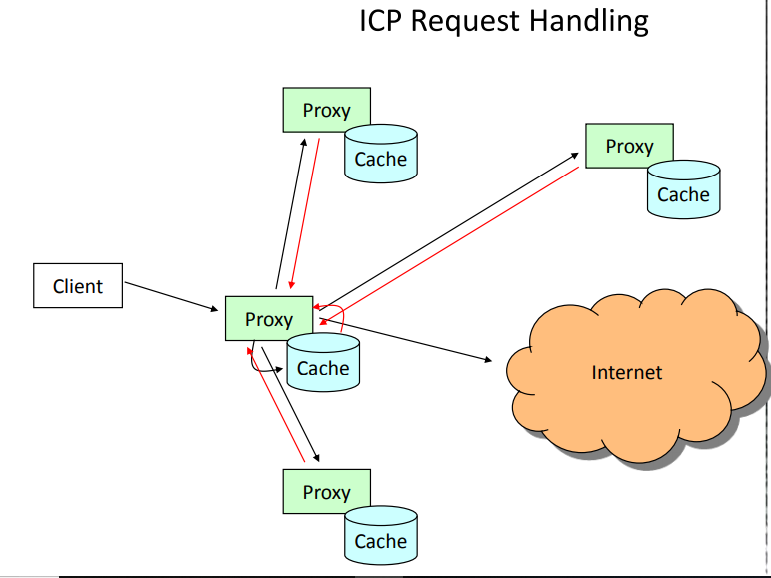 ICP Request Handling
Proxy
Cache
Proxy
Cache
Client
Proxy
Cache
Internet
Proxy
Cache